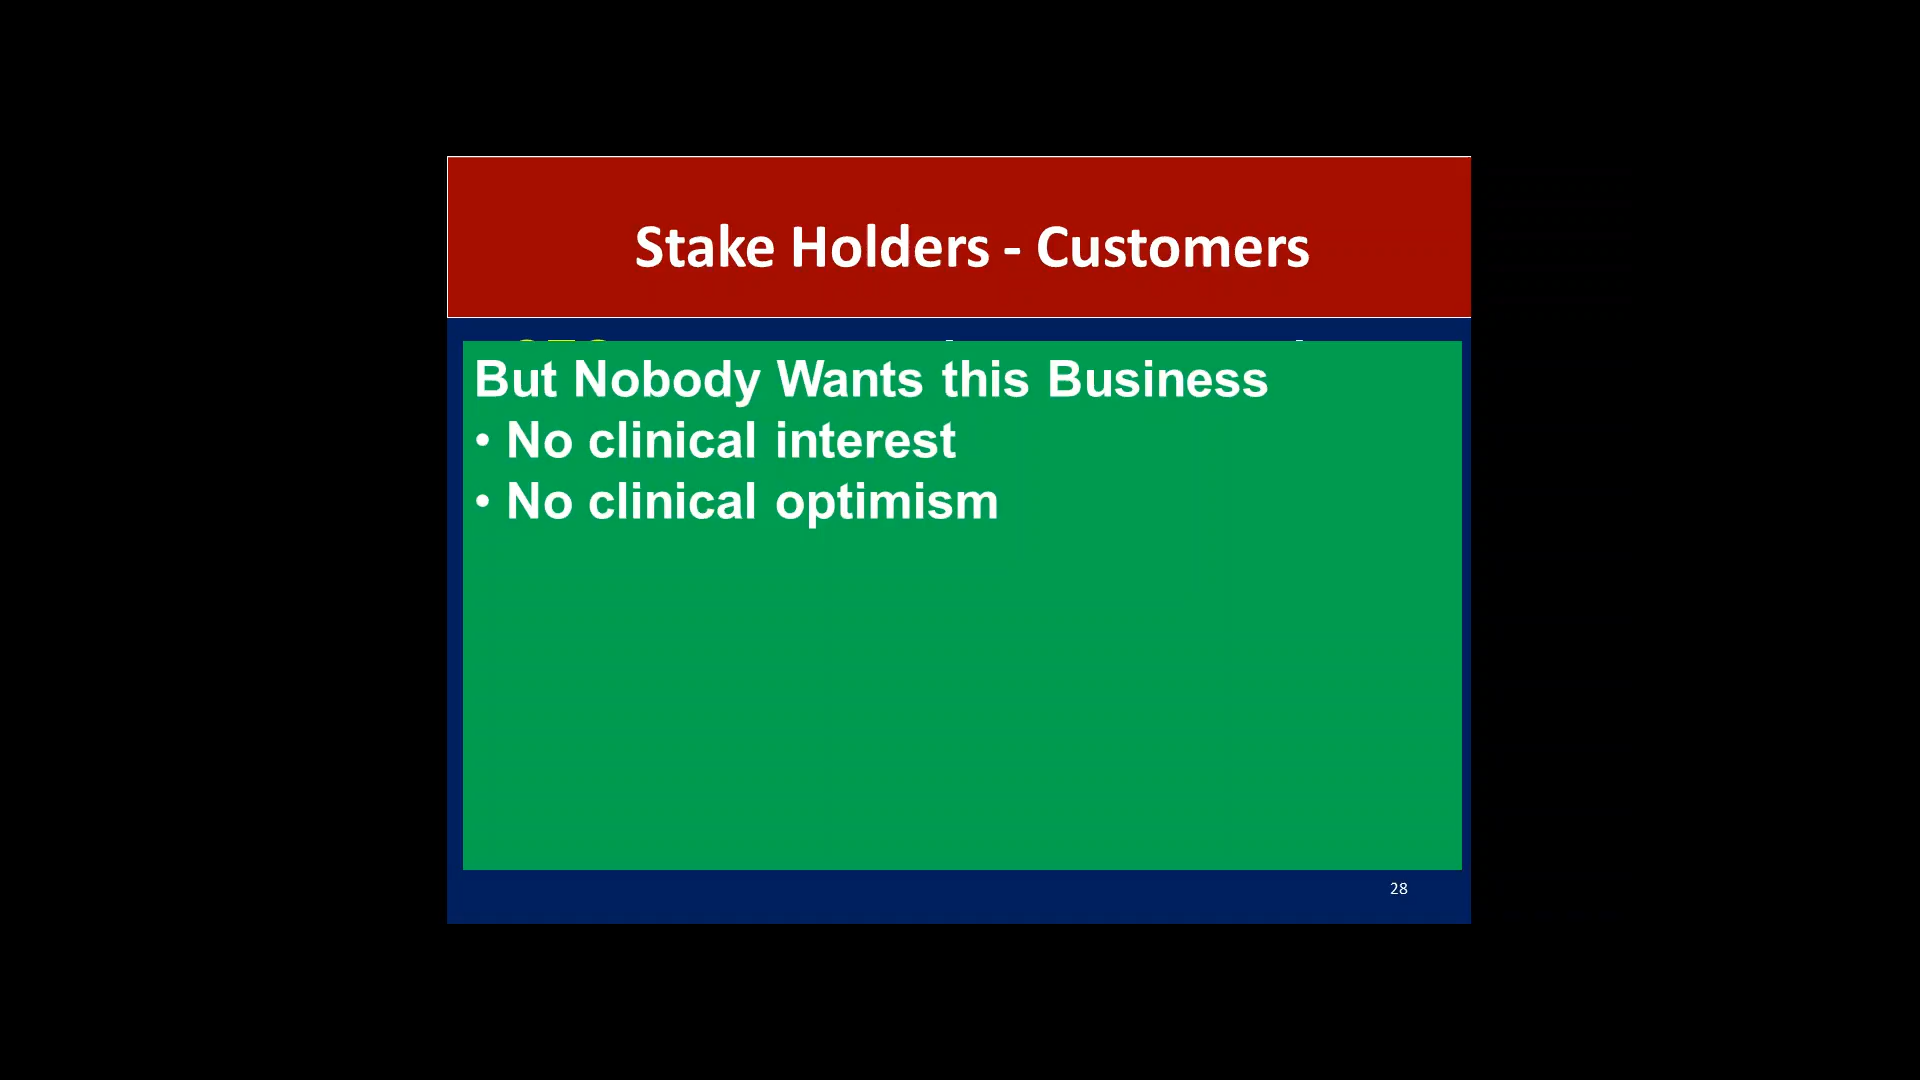 Stake Holders - Customers
But Nobody Wants this Business
• No clinical interest
• No clinical optimism
28